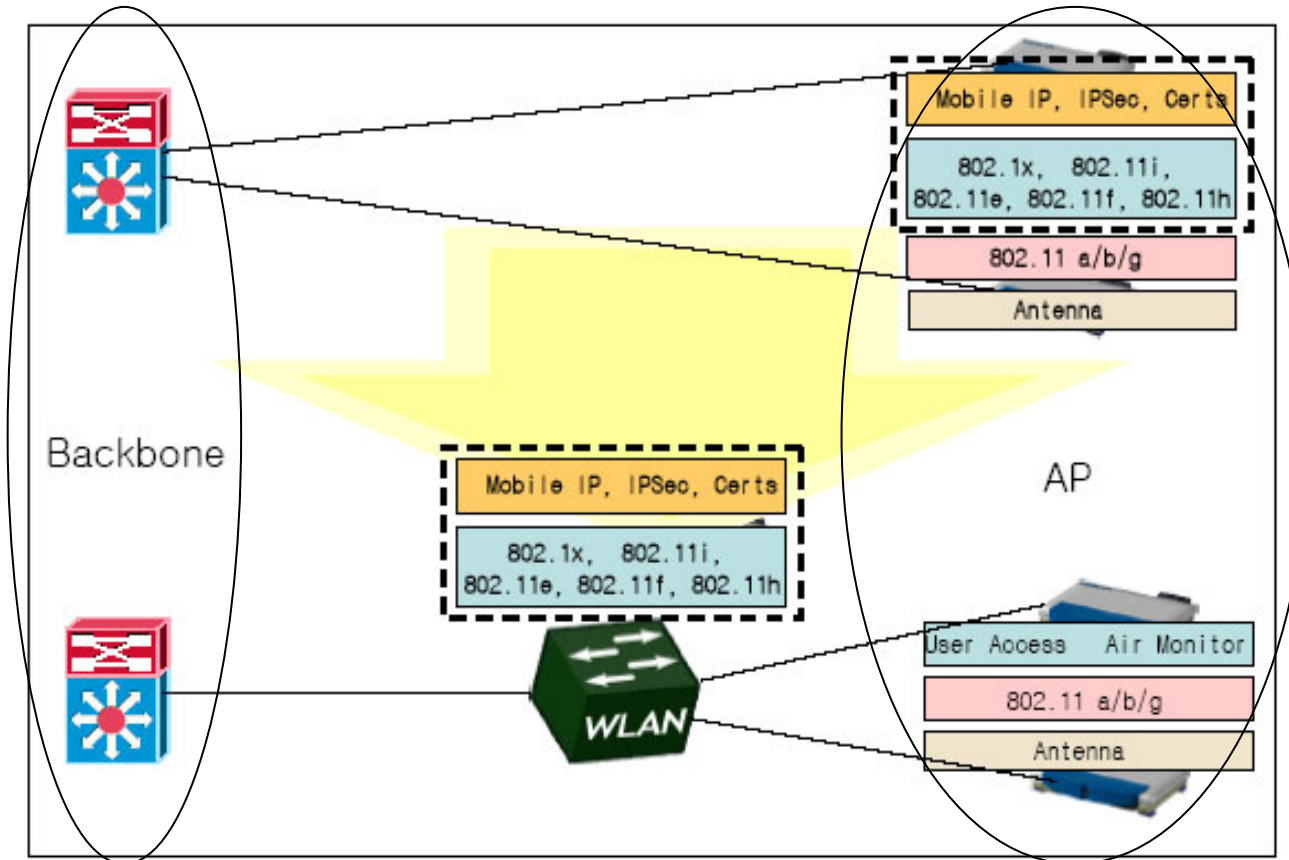 Mobile IP, IPSec, Certs
802.1x, 802.11i,
802.11e, 802.11f, 802.11h
802.11 a/b/g
Antenna
Backbone
AP
Mobile IP, IPSec, Certs
802.1x, 802.11i,
802.11e, 802.11f, 802.11h
WLAN
User Access Air Monitor
802.11 a/b/g
Antenna